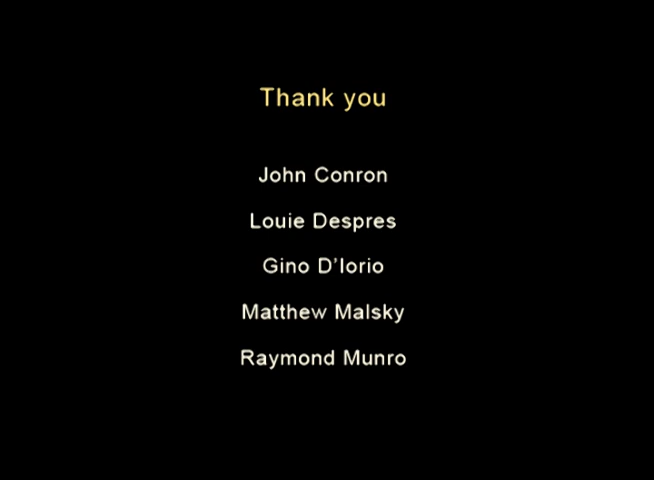 Thank you
John Conron
Louie Despres
Gino D'Iorio
Matthew Malsky
Raymond Munro